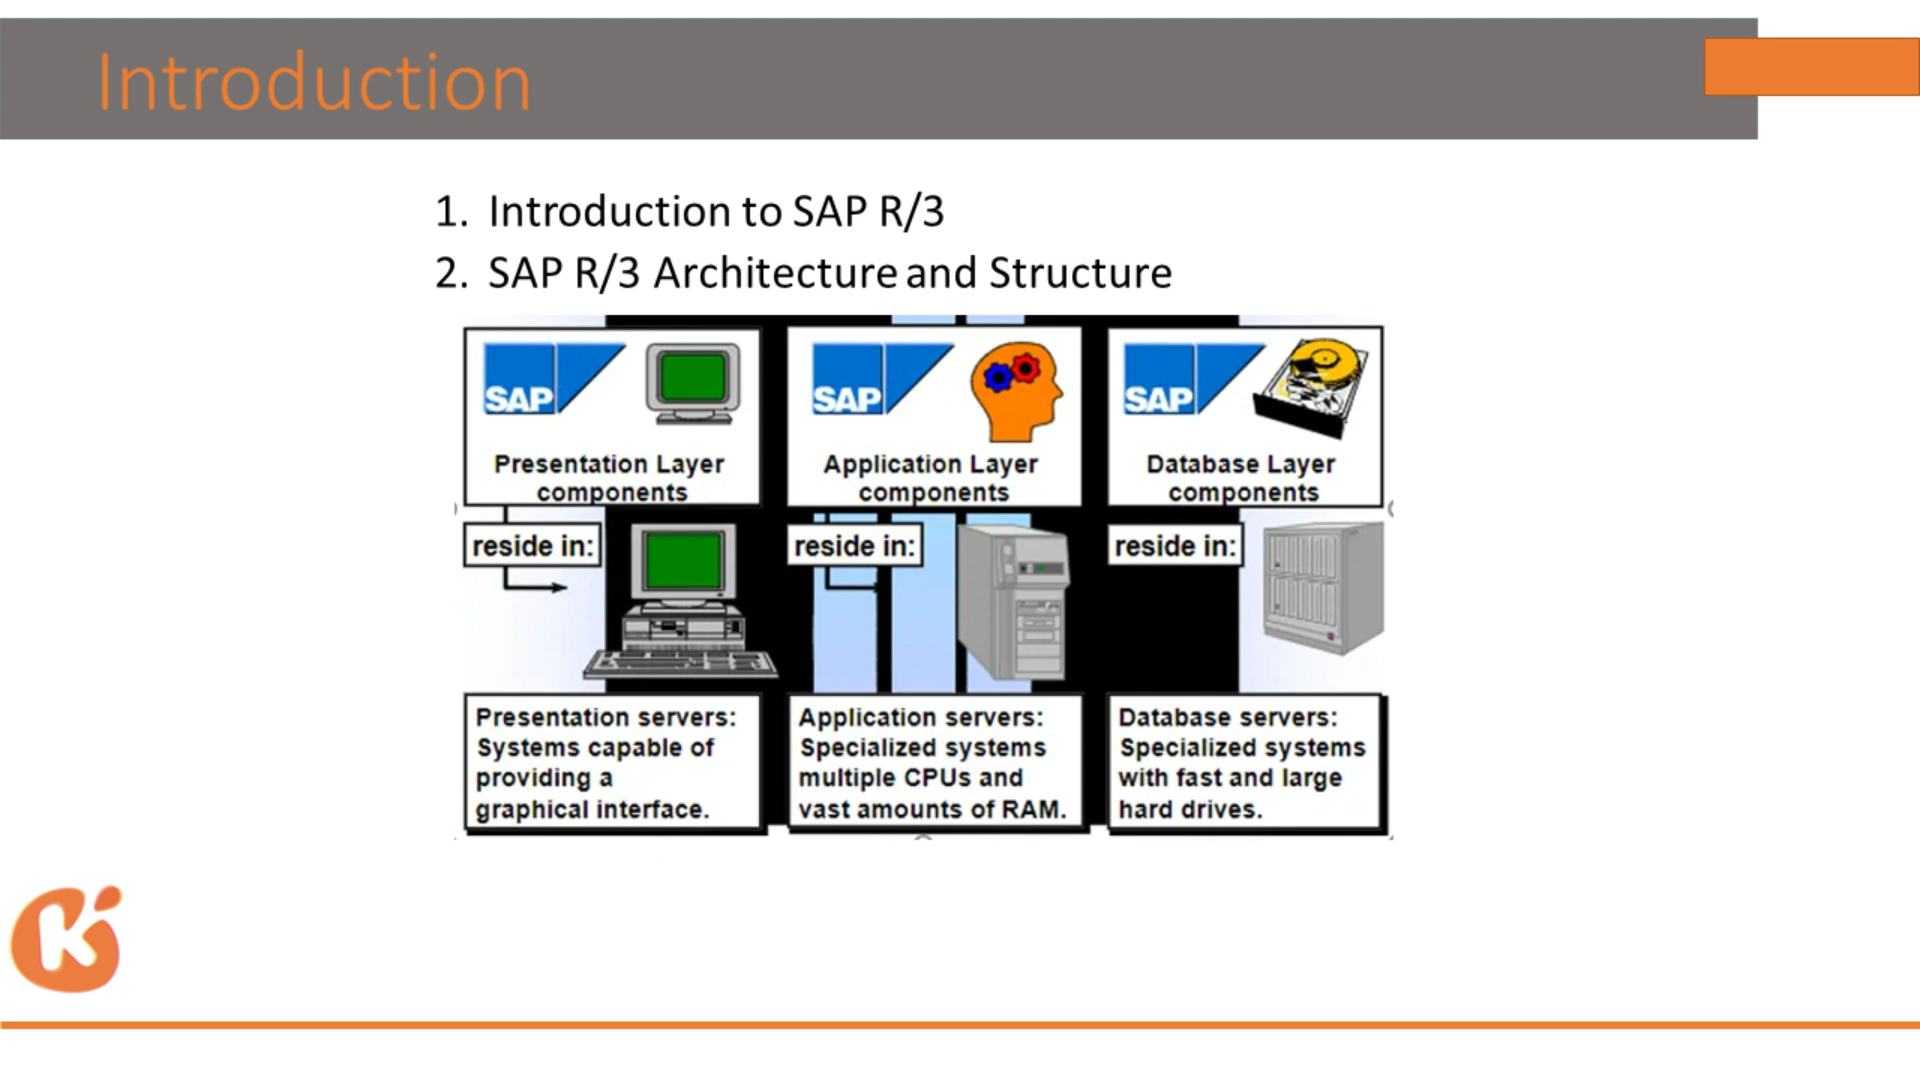 Introduction
1. Introduction to SAP R/3
2. SAP R/3 Architecture and Structure
SAP
Presentation Layer
components
SAP
Application Layer
components
SAP
Database Layer
components
reside in:
reside in:
reside in:
Presentation servers:
Systems capable of
providing a
graphical interface.
Application servers:
Specialized systems
multiple CPUs and
vast amounts of RAM.
Database servers:
Specialized systems
with fast and large
hard drives.
K